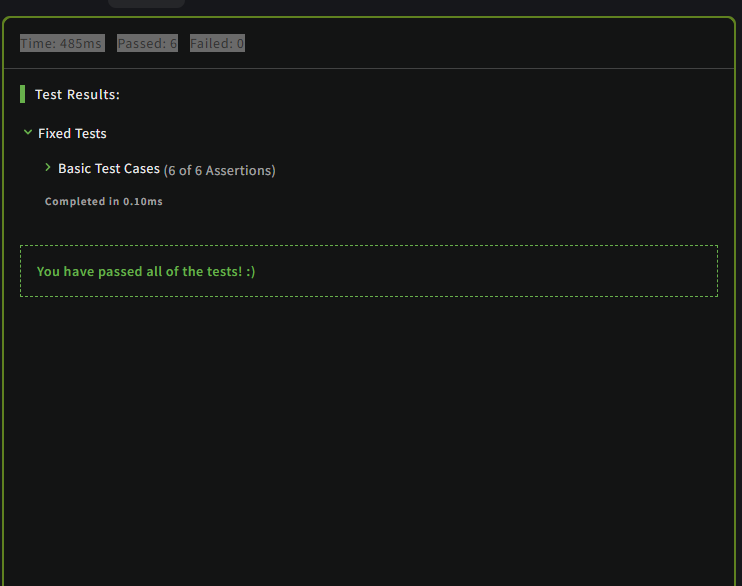 Time: 485ms Passed: 6 Failed: 0
Test Results:
Fixed Tests
Basic Test Cases (6 of 6 Assertions)
Completed in 0.10ms
You have passed all of the tests! :)